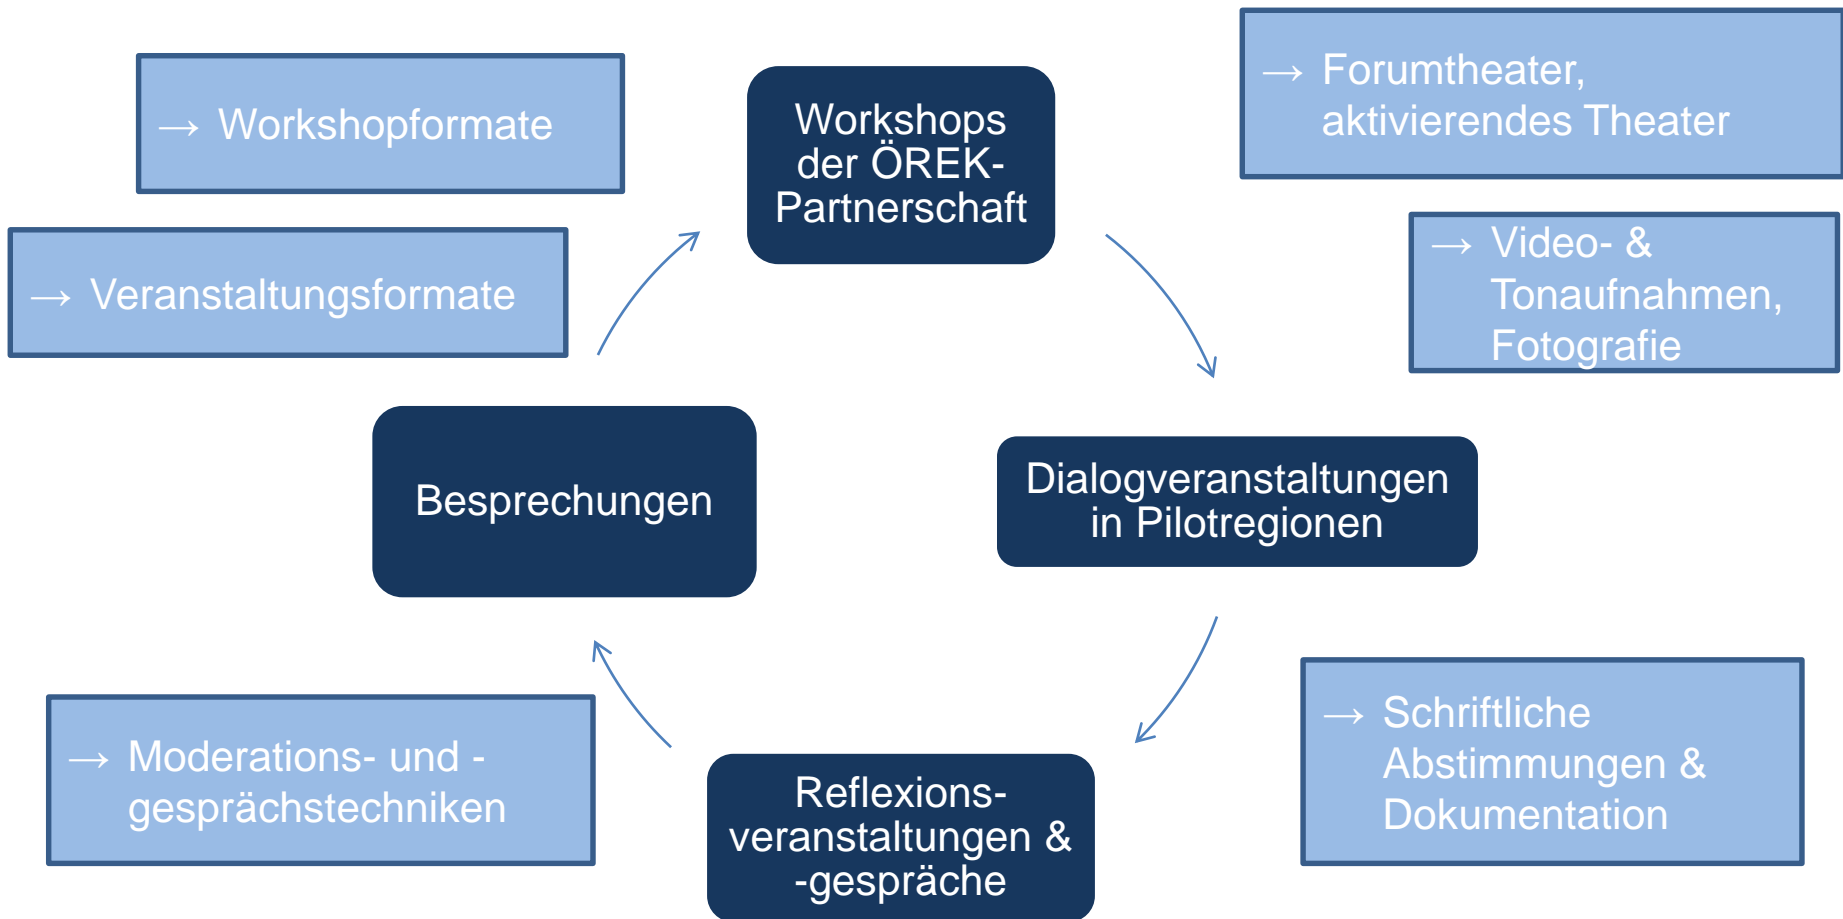 → Workshopformate
→ Veranstaltungsformate
Workshops
der ÖREK-
Partnerschaft
→ Forumtheater,
aktivierendes Theater
→ Video- &
Tonaufnahmen,
Fotografie
Besprechungen
Dialogveranstaltungen
in Pilotregionen
→ Moderations- und -
gesprächstechniken
Reflexions-
veranstaltungen &
-gespräche
→ Schriftliche
Abstimmungen &
Dokumentation